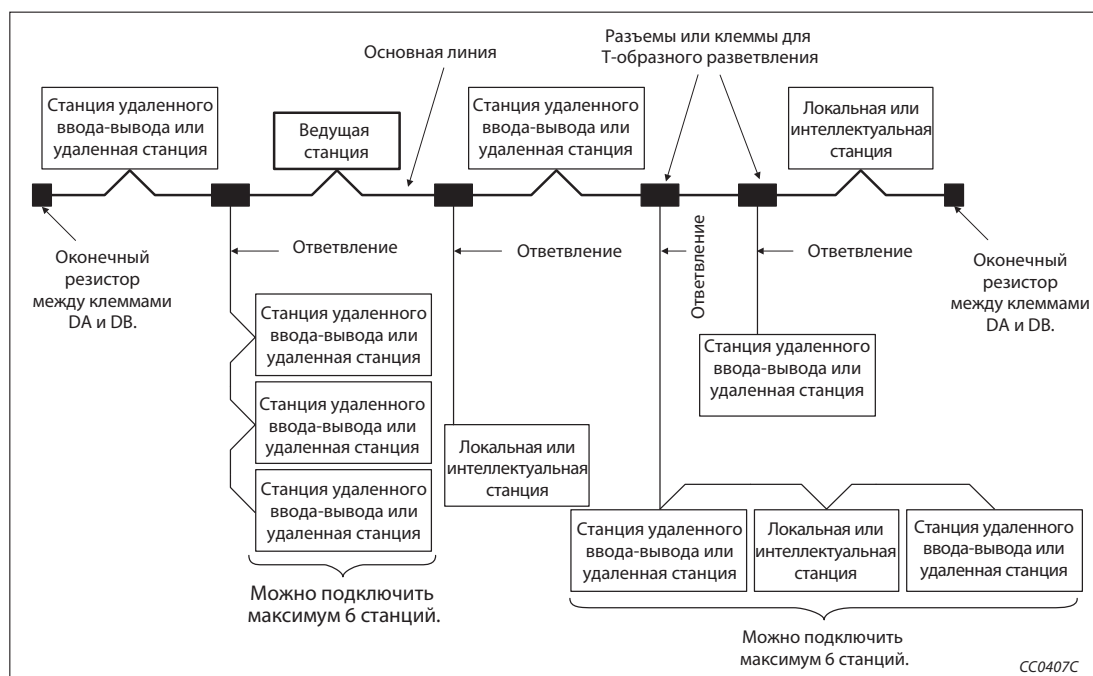 Разъемы или клеммы для
Т-образного разветвления
Основная линия
Станция удаленного
ввода-вывода или
удаленная станция
Ведущая
станция
Станция удаленного
ввода-вывода или
удаленная станция
Локальная или
интеллектуальная
станция
Оконечный
резистор
между клеммами
DA и DB.
Ответвление
Ответвление
Ответвление
Ответвление
Оконечный
резистор
между клеммами
DA и DB.
Станция удаленного
ввода-вывода или
удаленная станция
Станция удаленного
ввода-вывода или
удаленная станция
Станция удаленного
ввода-вывода или
удаленная станция
Локальная или
интеллектуальная
станция
Станция удаленного
ввода-вывода или
удаленная станция
Станция удаленного
ввода-вывода или
удаленная станция
Локальная или
интеллектуальная
станция
Станция удаленного
ввода-вывода или
удаленная станция
Можно подключить
максимум 6 станций.
Можно подключить
максимум 6 станций.
CC0407C